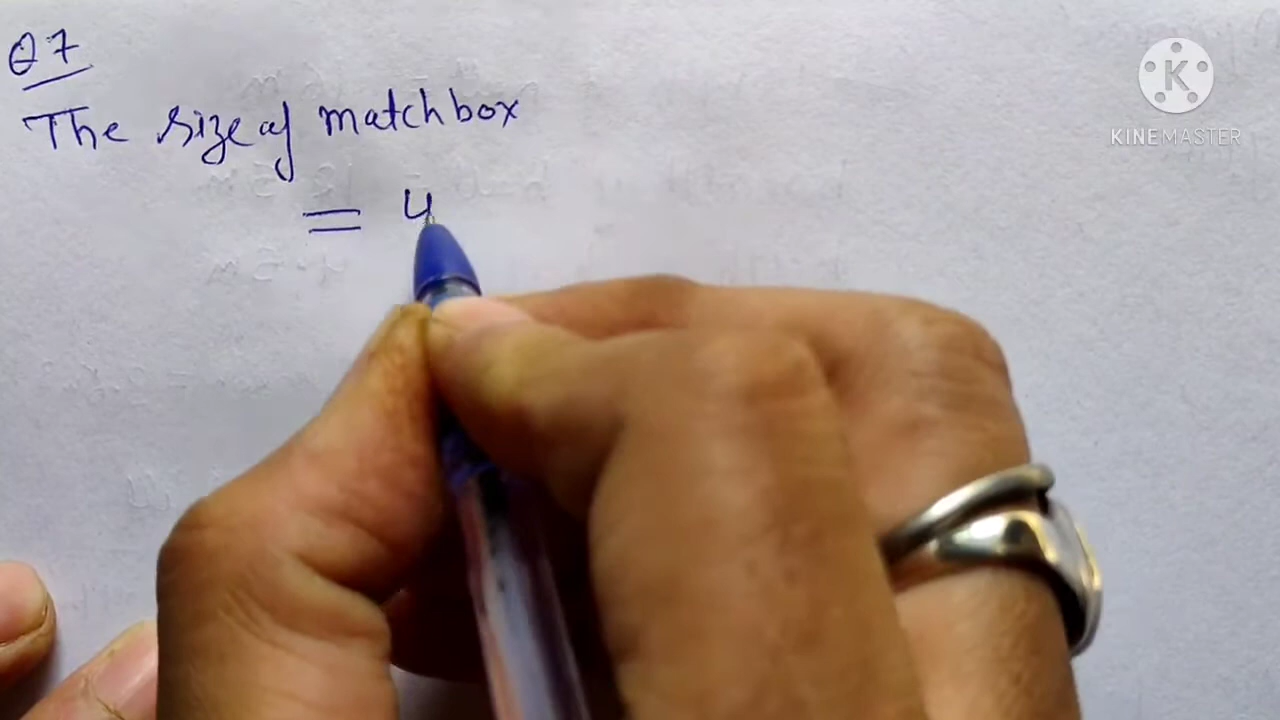 Q7
The size of matchbox
= 4
K
KINEMASTER